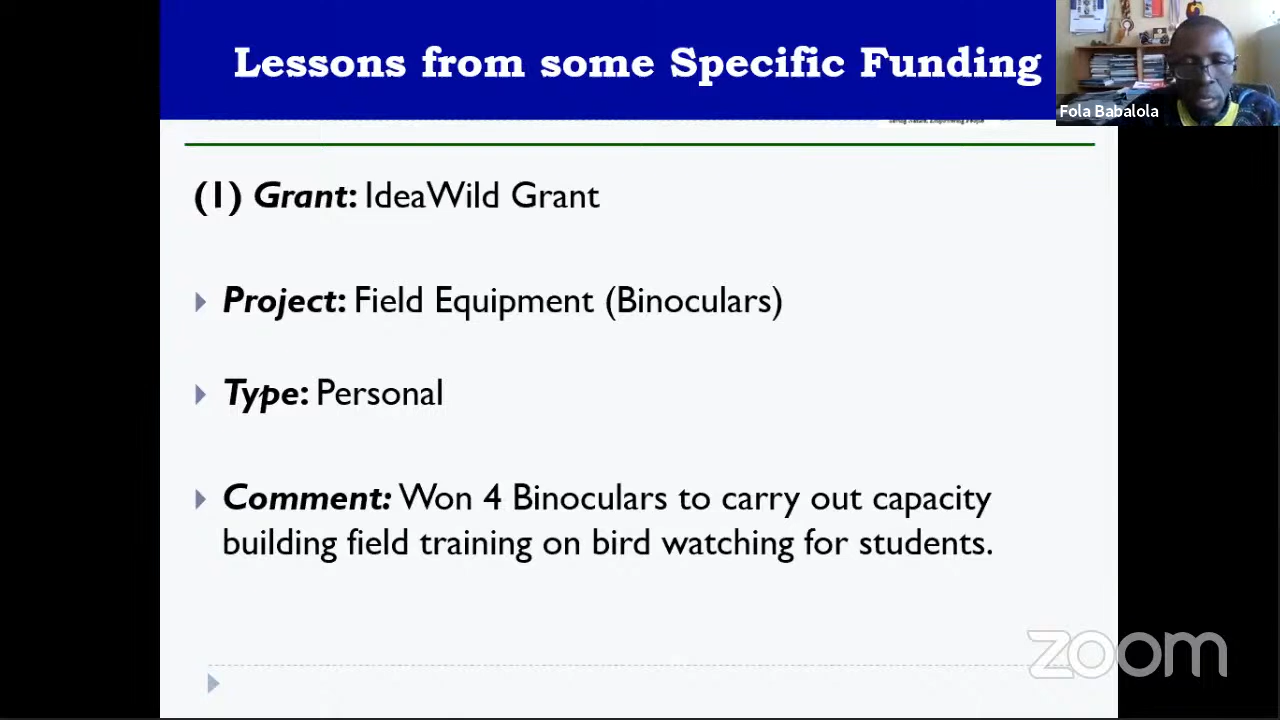 Lessons from some Specific Funding
Fola Babalola
(1) Grant: IdeaWild Grant
Project: Field Equipment (Binoculars)
Type: Personal
Comment: Won 4 Binoculars to carry out capacity
building field training on bird watching for students.
zoom